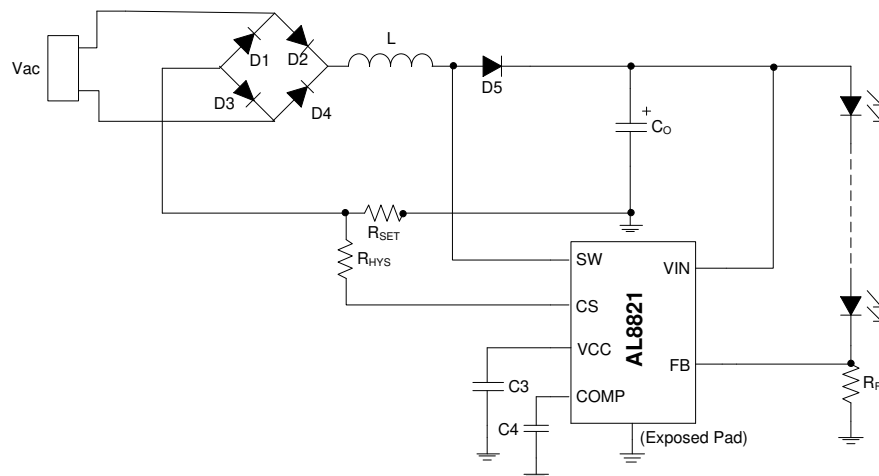 L
Vac
D1
D2
D3
D4
D5
+
Co
RSET
RHYS
SW
VIN
CS
AL8821
VCC
FB
C3
COMP
C4
(Exposed Pad)